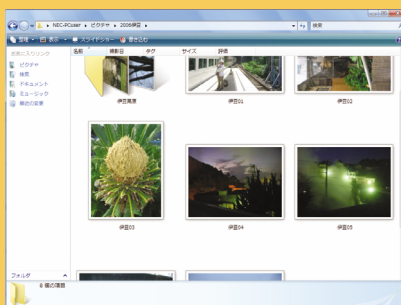 NEC-PCuser ▸ ピクチャ ▸ 2006伊豆 ▸
検索
整理 表示 スライドショー 書き込む
お気に入りリンク
ピクチャ
検索
ドキュメント
ミュージック
最近の変更
フォルダ
名前 撮影日 タグ サイズ 評価
伊豆高原
伊豆01
伊豆02
伊豆03
伊豆04
伊豆05
8 個の項目